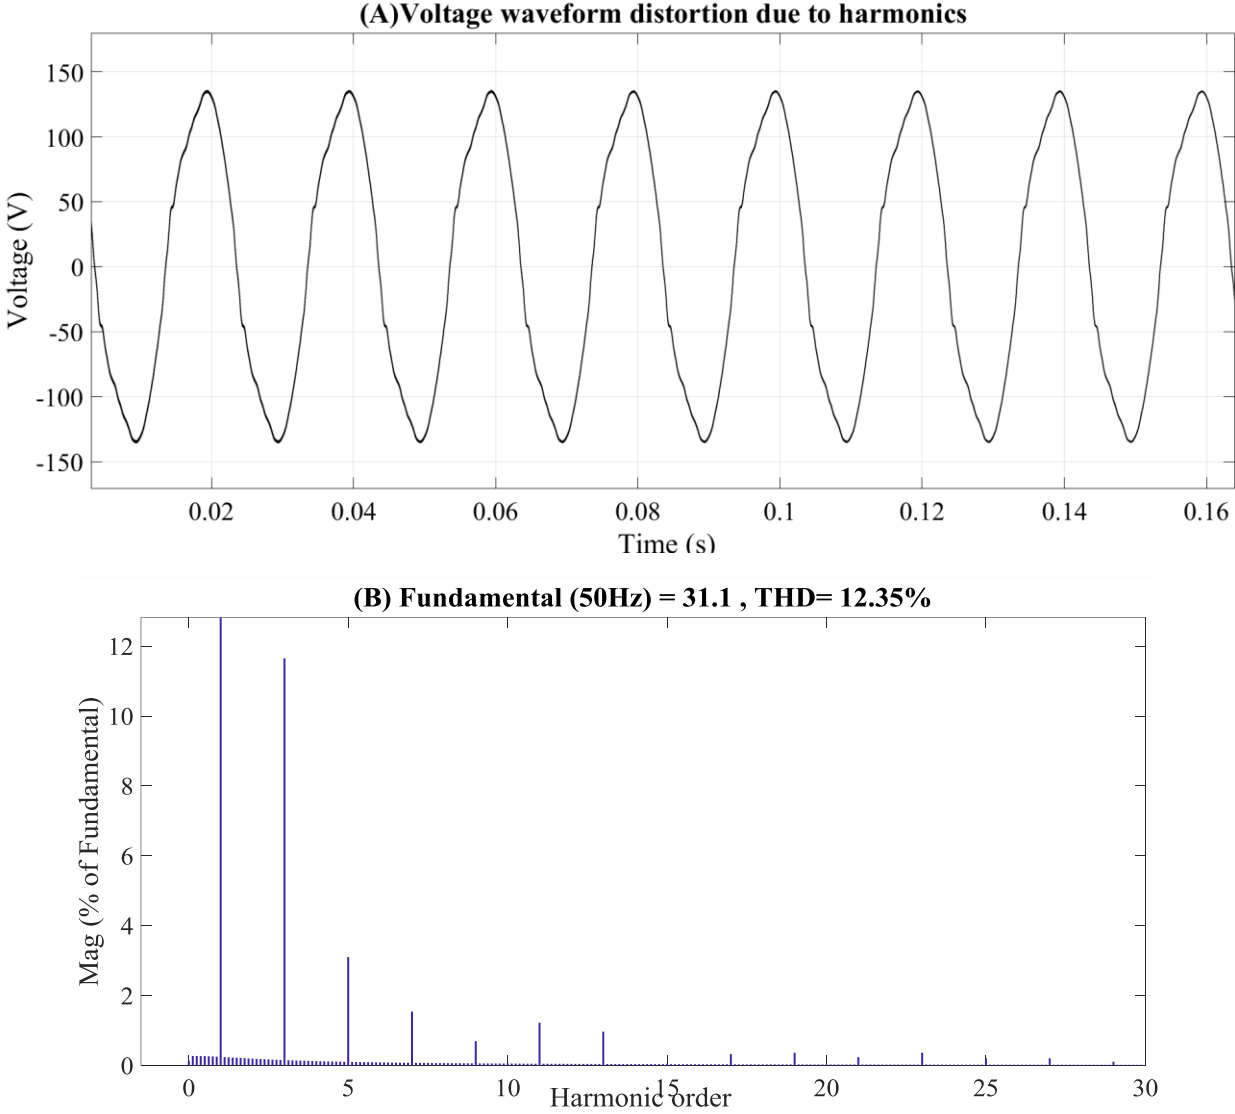 (A)Voltage waveform distortion due to harmonics
Voltage (V)
150
100
50
0
-50
-100
-150
0.02 0.04 0.06 0.08 0.1 0.12 0.14 0.16
Time (s)
(B) Fundamental (50Hz) = 31.1 , THD= 12.35%
Mag (% of Fundamental)
12
10
8
6
4
2
0
0 5 10 15 20 25 30
Harmonic order